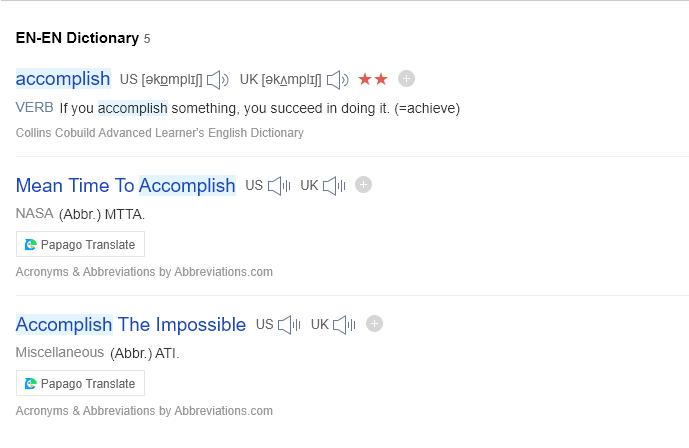 EN-EN Dictionary 5
accomplish US [əkɒmplɪʃ] UK [əkʌmplɪʃ] ★★
VERB If you accomplish something, you succeed in doing it. (=achieve)
Collins Cobuild Advanced Learner's English Dictionary
Mean Time To Accomplish US UK
NASA (Abbr.) MTTA.
Papago Translate
Acronyms & Abbreviations by Abbreviations.com
Accomplish The Impossible US UK
Miscellaneous (Abbr.) ATI.
Papago Translate
Acronyms & Abbreviations by Abbreviations.com